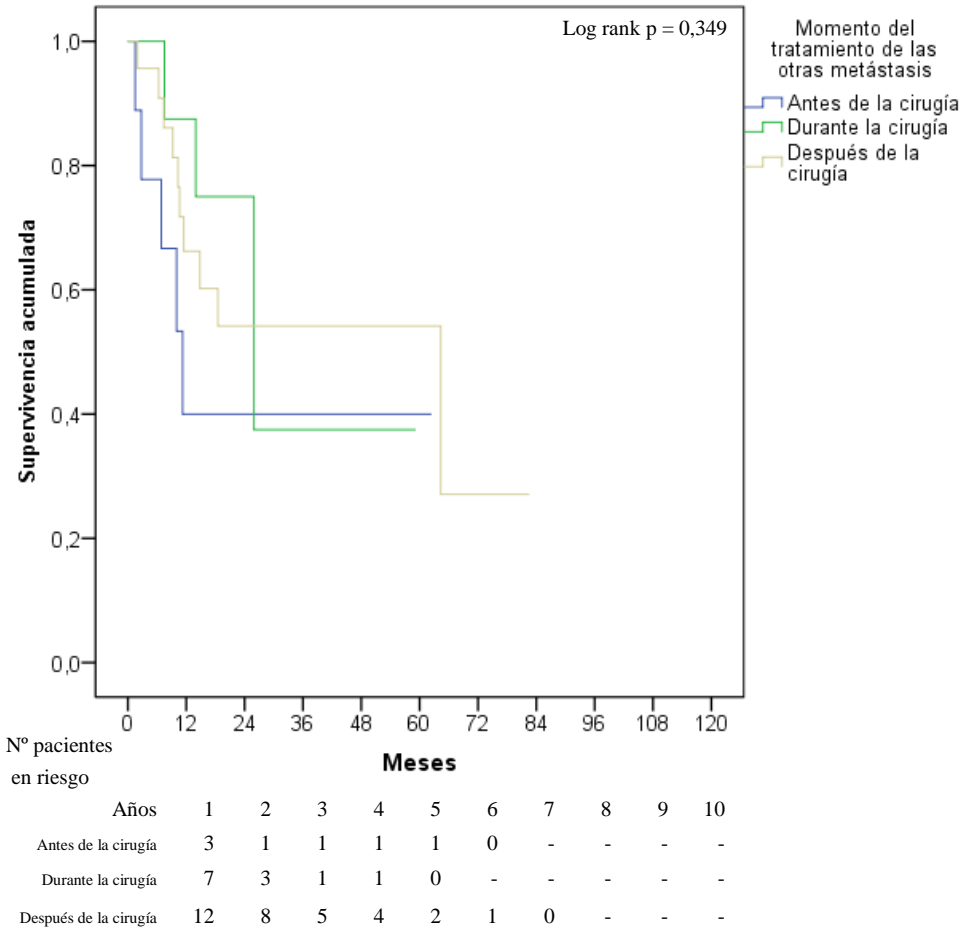 Log rank p = 0,349
Momento del
tratamiento de las
otras metástasis
Antes de la cirugía
Durante la cirugía
Después de la
cirugía
Supervivencia acumulada
1,0
0,8
0,6
0,4
0,2
0,0
0 12 24 36 48 60 72 84 96 108 120
Meses
Nº pacientes
en riesgo
Años 1 2 3 4 5 6 7 8 9 10
Antes de la cirugía 3 1 1 1 1 0 - - - -
Durante la cirugía 7 3 1 1 0 - - - - -
Después de la cirugía 12 8 5 4 2 1 0 - - -